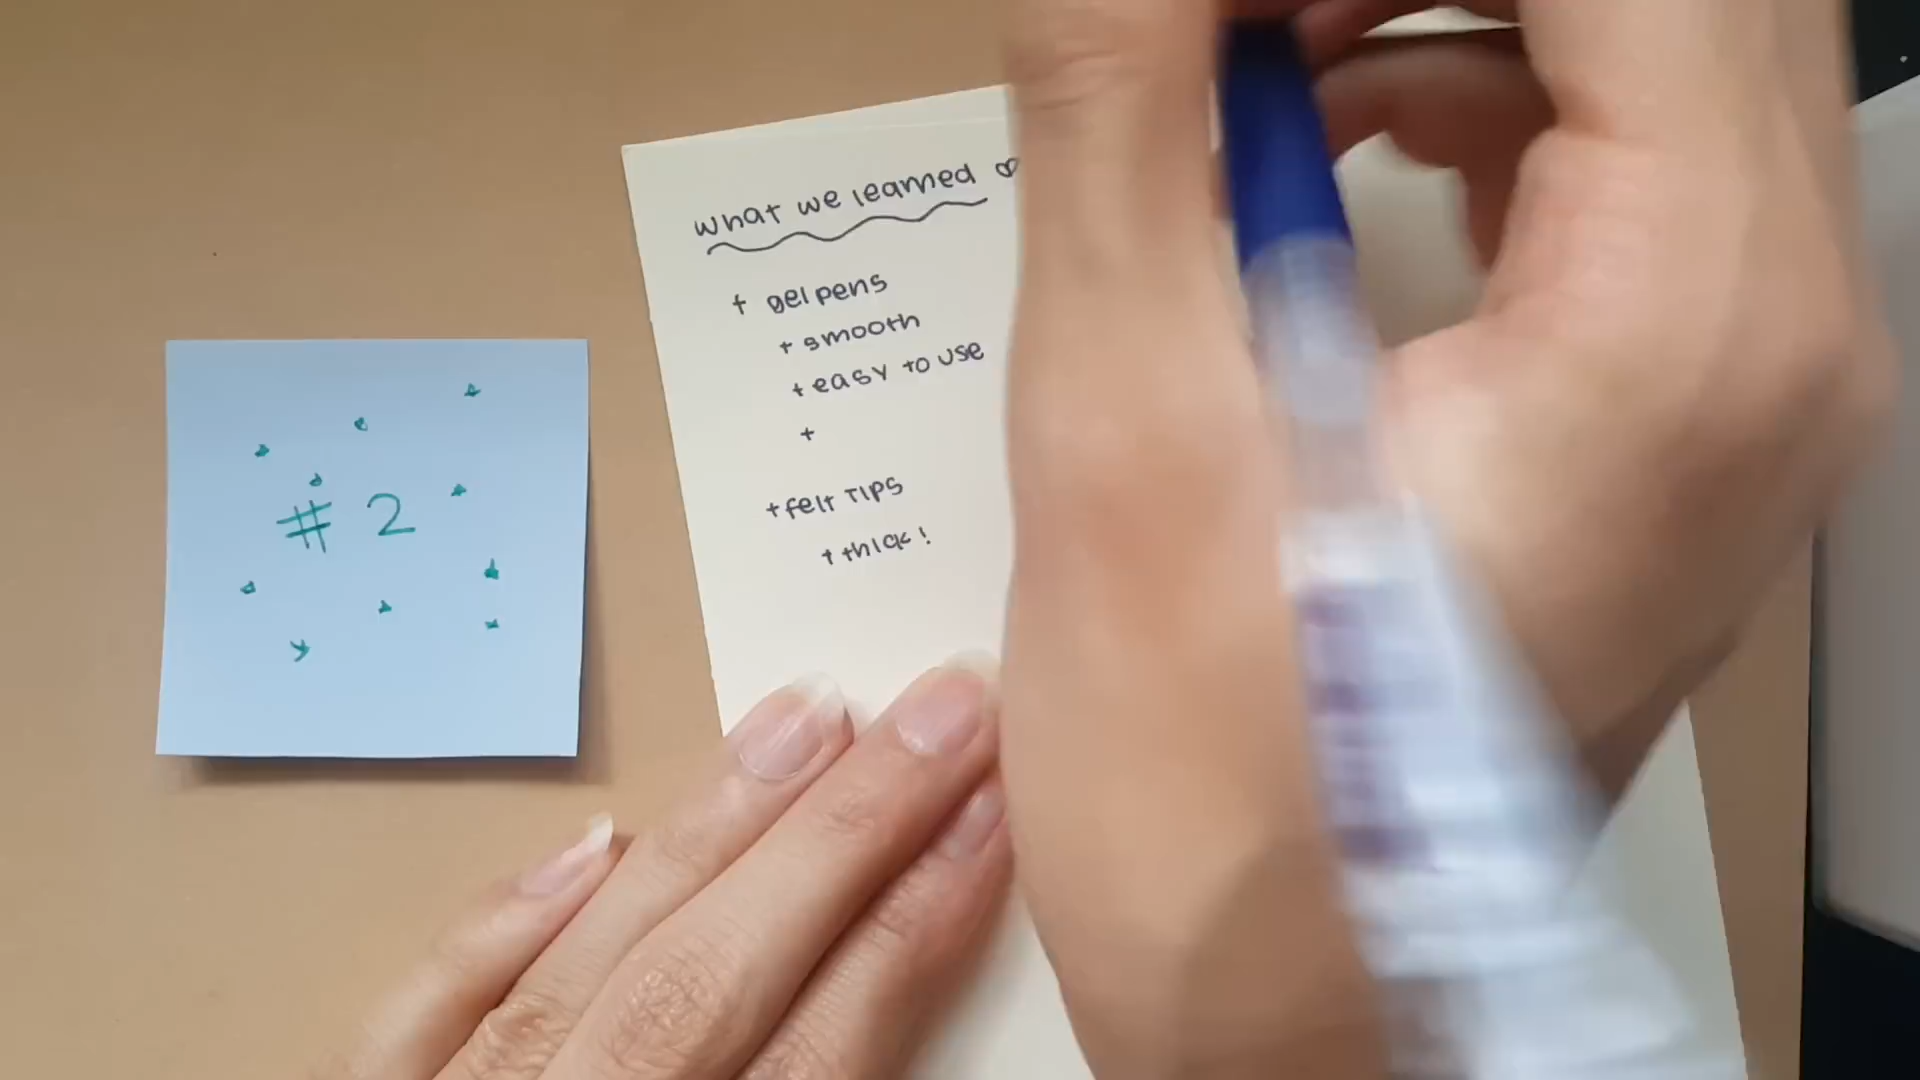 what we learned
+ gel pens
+ smooth
+ easy to use
+
+ felt tips
+ thick!
# 2